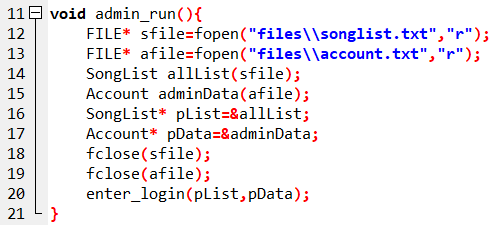 11 void admin_run(){
12 FILE* sfile=fopen("files\\songlist.txt","r");
13 FILE* afile=fopen("files\\account.txt","r");
14 SongList allList(sfile);
15 Account adminData(afile);
16 SongList* pList=&allList;
17 Account* pData=&adminData;
18 fclose(sfile);
19 fclose(afile);
20 enter_login(pList,pData);
21 }